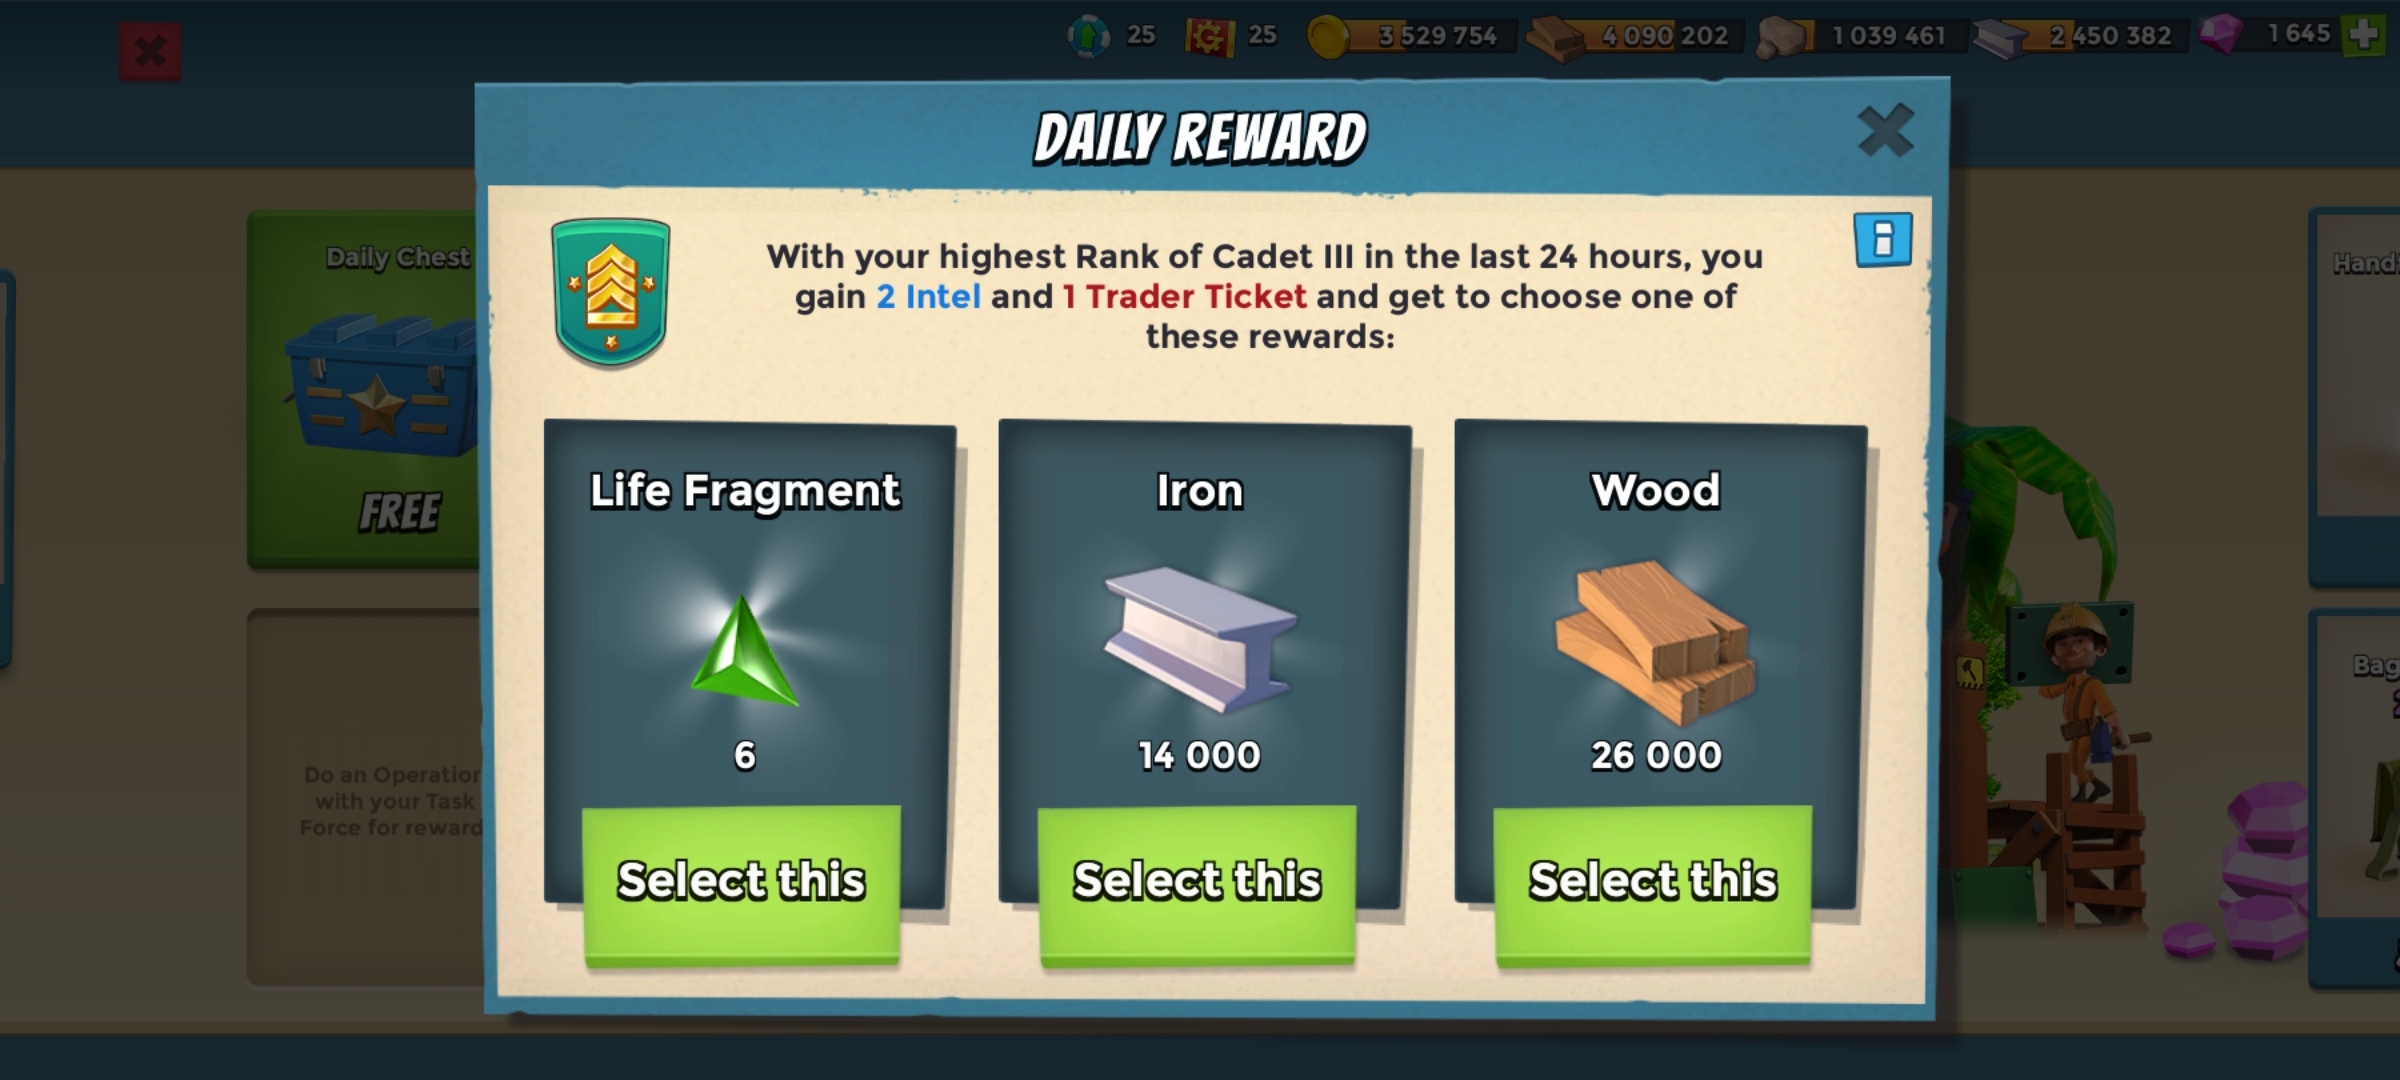 25
25
3 529 754
4 090 202
1 039 461
2 450 382
1 645
DAILY REWARD
With your highest Rank of Cadet III in the last 24 hours, you
gain 2 Intel and 1 Trader Ticket and get to choose one of
these rewards:
Daily Chest
FREE
Do an Operation
with your Task
Force for reward
Life Fragment
6
Select this
Iron
14 000
Select this
Wood
26 000
Select this
Hand
Bag